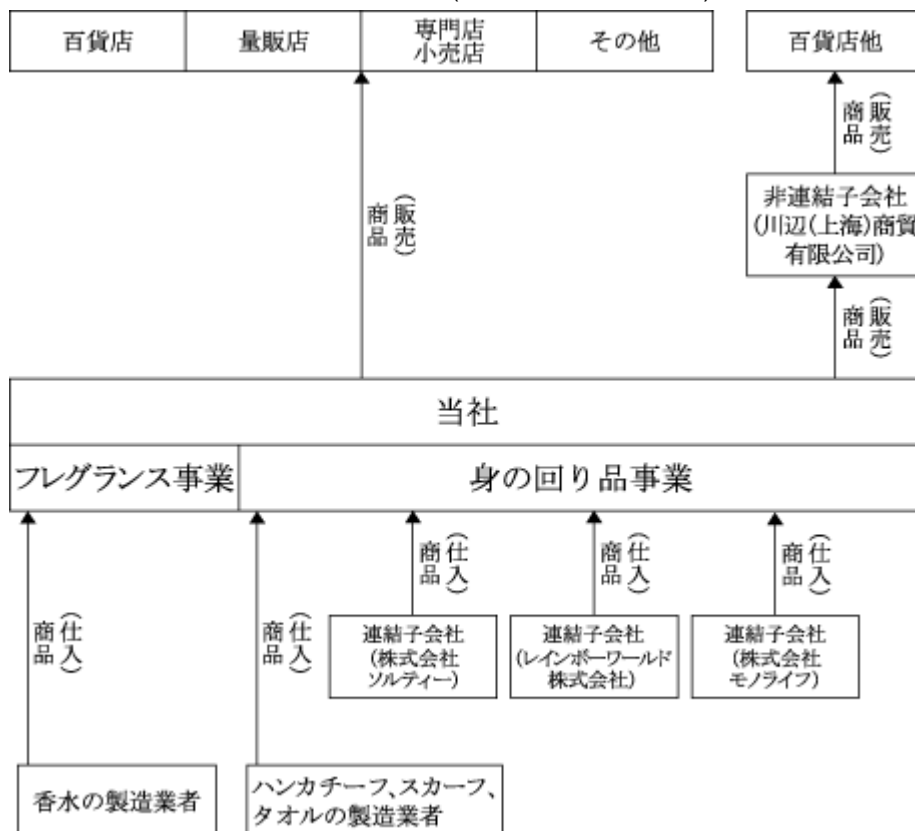 百貨店
量販店
専門店
小売店
その他
百貨店他
商品
(販売)
非連結子会社
(川辺(上海)商貿
有限公司)
商品
(販売)
商品
(販売)
当社
フレグランス事業
身の回り品事業
商品
(仕入)
商品
(仕入)
商品
(仕入)
商品
(仕入)
商品
(仕入)
連結子会社
(株式会社
ソルティー)
連結子会社
(レインボーワールド
株式会社)
連結子会社
(株式会社
モノライフ)
香水の製造業者
ハンカチーフ、スカーフ、
タオルの製造業者